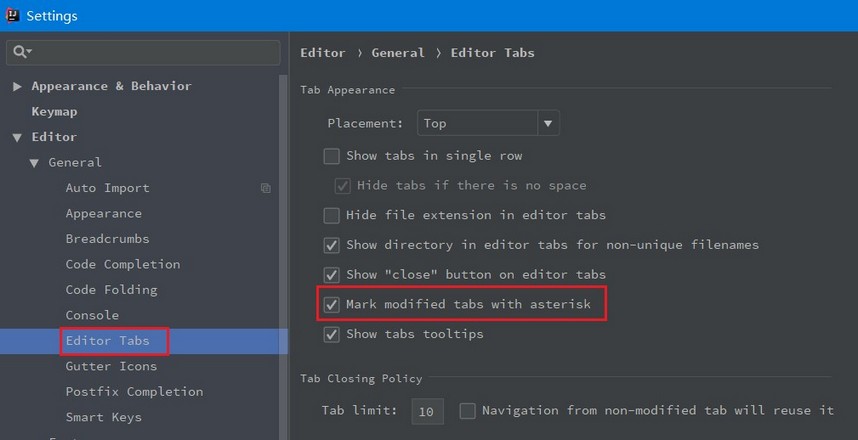 Settings
Appearance & Behavior
Keymap
Editor
General
Auto Import
Appearance
Breadcrumbs
Code Completion
Code Folding
Console
Editor Tabs
Gutter Icons
Postfix Completion
Smart Keys
Editor › General › Editor Tabs
Tab Appearance
Placement: Top
Show tabs in single row
Hide tabs if there is no space
Hide file extension in editor tabs
Show directory in editor tabs for non-unique filenames
Show "close" button on editor tabs
Mark modified tabs with asterisk
Show tabs tooltips
Tab Closing Policy
Tab limit: 10 Navigation from non-modified tab will reuse it